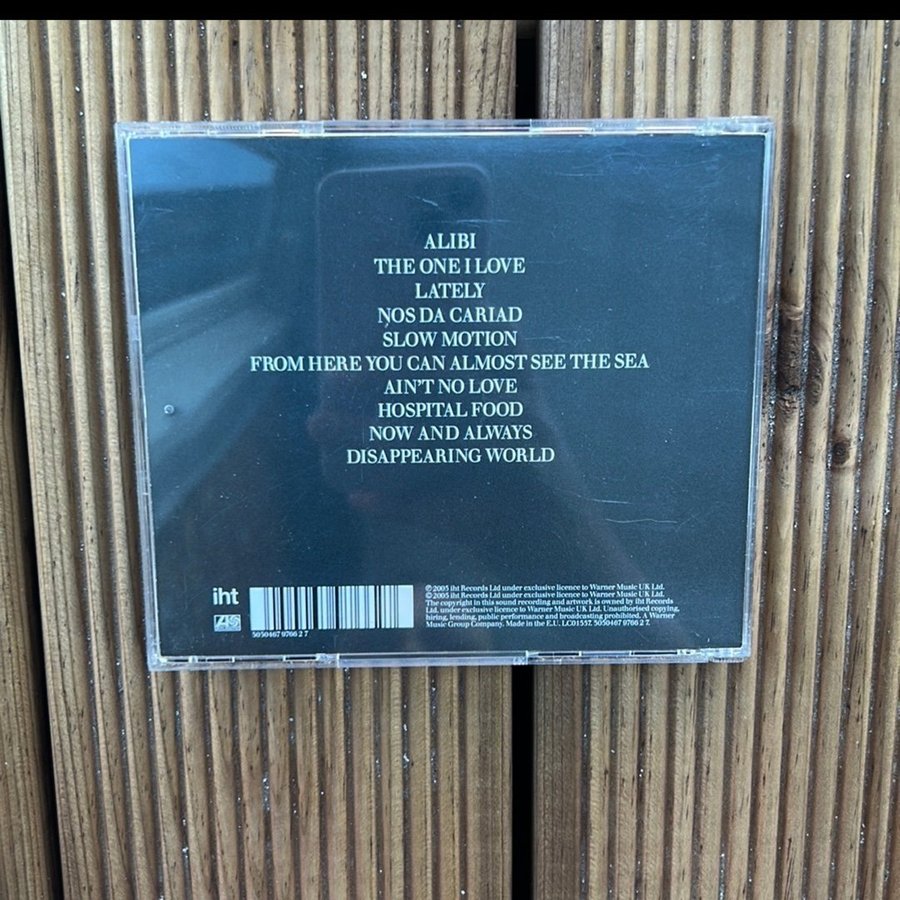 ALIBI
THE ONE I LOVE
LATELY
NOS DA CARIAD
SLOW MOTION
FROM HERE YOU CAN ALMOST SEE THE SEA
AIN'T NO LOVE
HOSPITAL FOOD
NOW AND ALWAYS
DISAPPEARING WORLD
iht
5050467 9766 2 7
℗ 2005 iht Records Ltd under exclusive licence to Warner Music UK Ltd.
© 2005 iht Records Ltd under exclusive licence to Warner Music UK Ltd.
The copyright in this sound recording and artwork is owned by iht Records
Ltd. under exclusive licence to Warner Music UK Ltd. Unauthorised copying,
hiring, lending, public performance and broadcasting prohibited. A Warner
Music Group Company. Made in the E.U. LC01557. 5050467 9766 2 7.